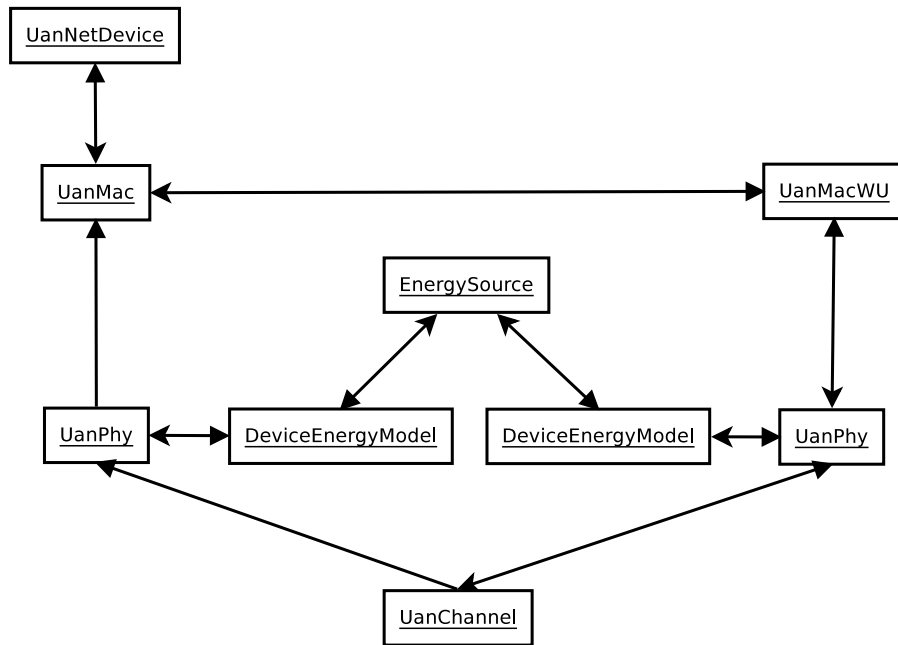 UanNetDevice
UanMac
UanMacWU
EnergySource
UanPhy
DeviceEnergyModel
DeviceEnergyModel
UanPhy
UanChannel